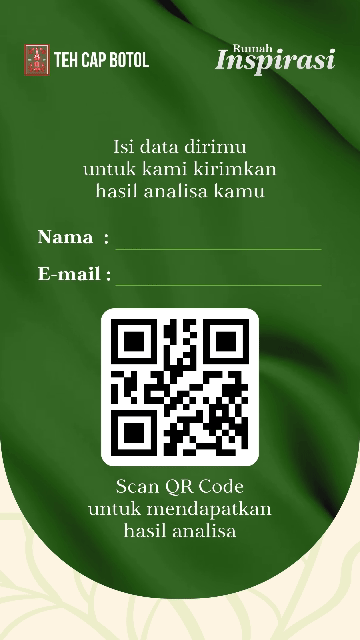 TEH CAP BOTOL
Rumah
Inspirasi
Isi data dirimu
untuk kami kirimkan
hasil analisa kamu
Nama :
E-mail :
Scan QR Code
untuk mendapatkan
hasil analisa